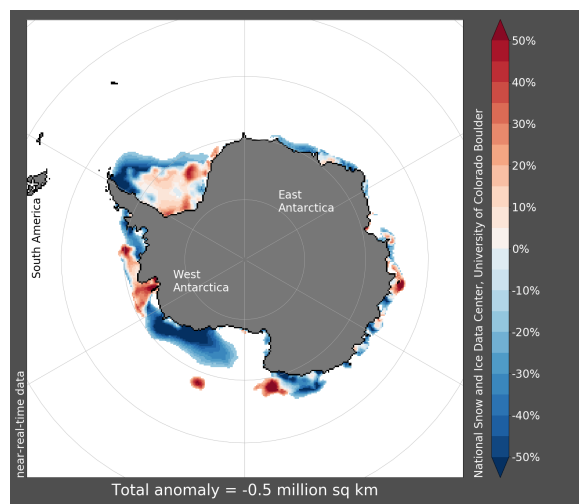 South America
East
Antarctica
West
Antarctica
near-real-time data
National Snow and Ice Data Center, University of Colorado Boulder
50%
40%
30%
20%
10%
0%
-10%
-20%
-30%
-40%
-50%
Total anomaly = -0.5 million sq km